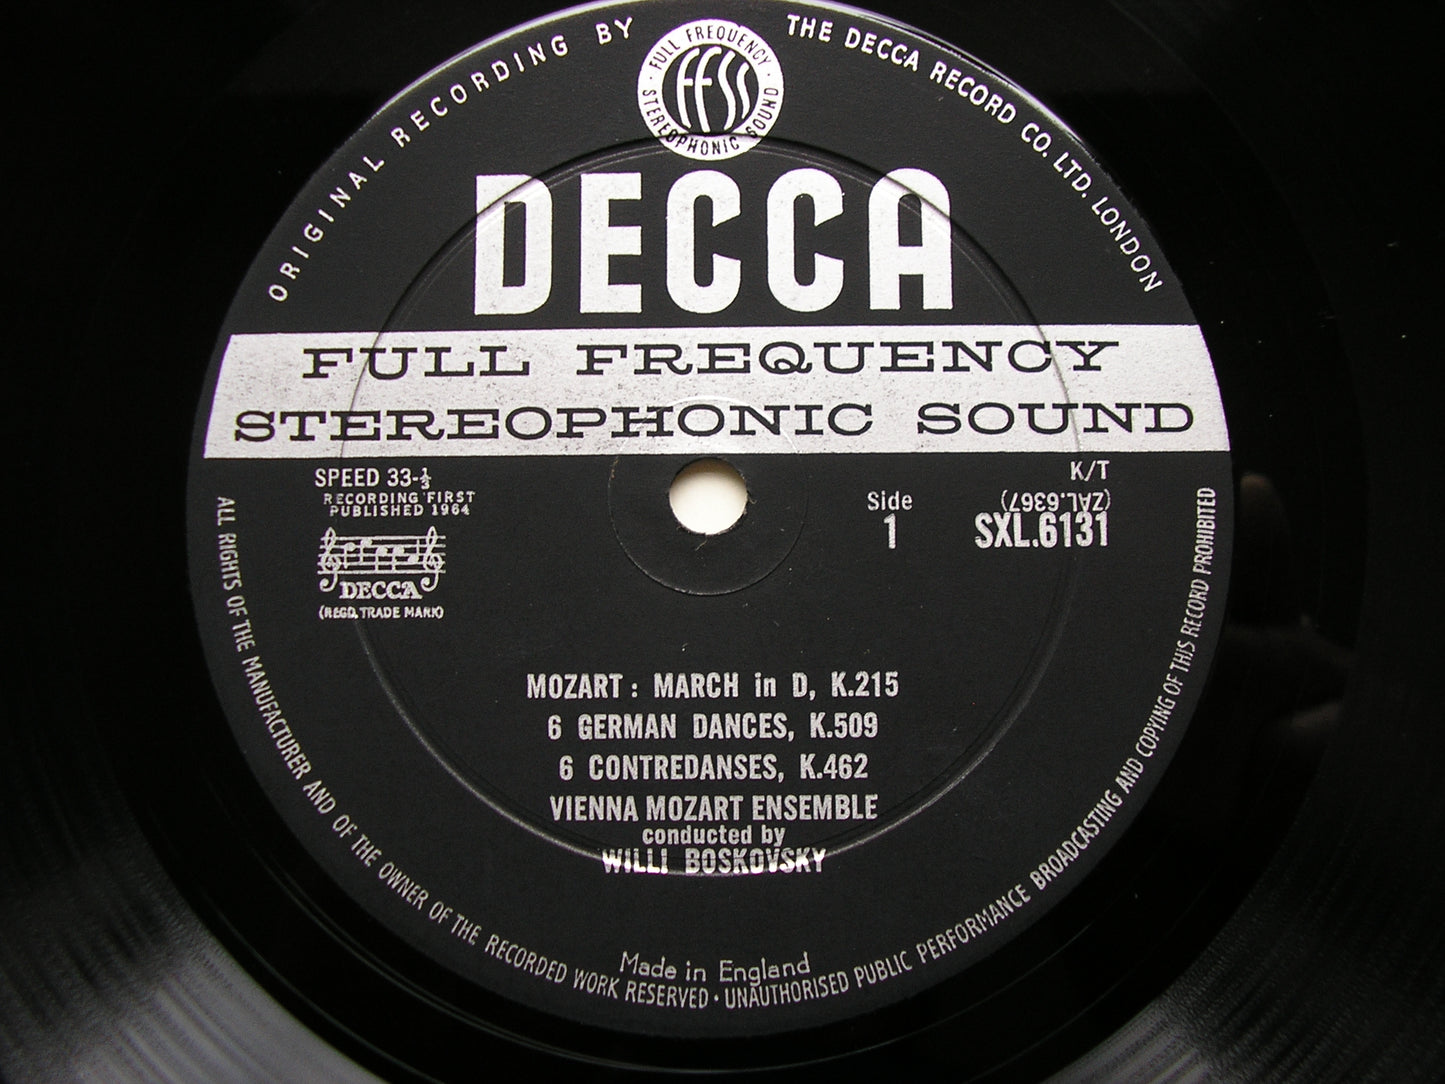 ORIGINAL RECORDING BY THE DECCA RECORD CO. LTD. LONDON
FULL FREQUENCY
ffss
STEREOPHONIC SOUND
DECCA
FULL FREQUENCY
STEREOPHONIC SOUND
SPEED 33-⅓
RECORDING FIRST
PUBLISHED 1964
DECCA
(REGD. TRADE MARK)
Side
1
K/T
(ZAL.6367)
SXL.6131
MOZART: MARCH in D, K.215
6 GERMAN DANCES, K.509
6 CONTREDANSES, K.462
VIENNA MOZART ENSEMBLE
conducted by
WILLI BOSKOVSKY
Made in England
ALL RIGHTS OF THE MANUFACTURER AND OF THE OWNER OF THE RECORDED WORK RESERVED · UNAUTHORISED PUBLIC PERFORMANCE BROADCASTING AND COPYING OF THIS RECORD PROHIBITED